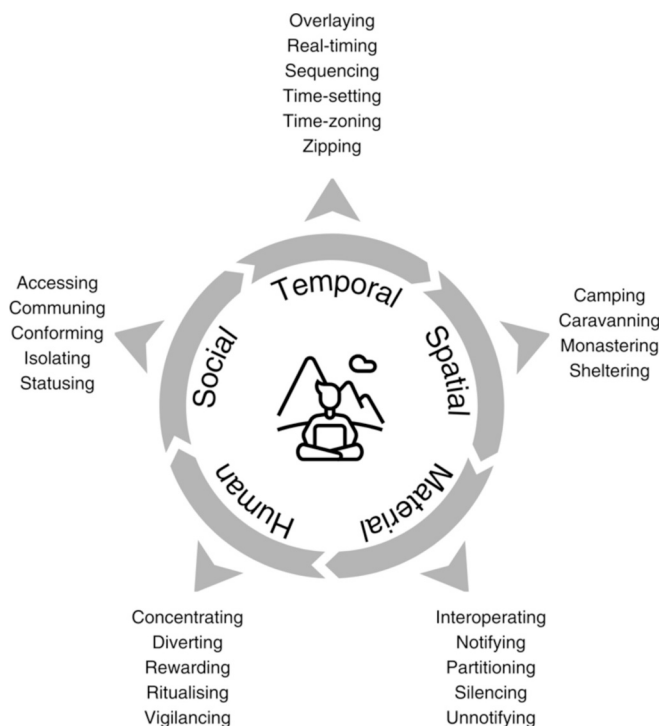 Overlaying
Real-timing
Sequencing
Time-setting
Time-zoning
Zipping
Temporal
Spatial
Material
Human
Social
Camping
Caravanning
Monastering
Sheltering
Interoperating
Notifying
Partitioning
Silencing
Unnotifying
Concentrating
Diverting
Rewarding
Ritualising
Vigilancing
Accessing
Communing
Conforming
Isolating
Statusing